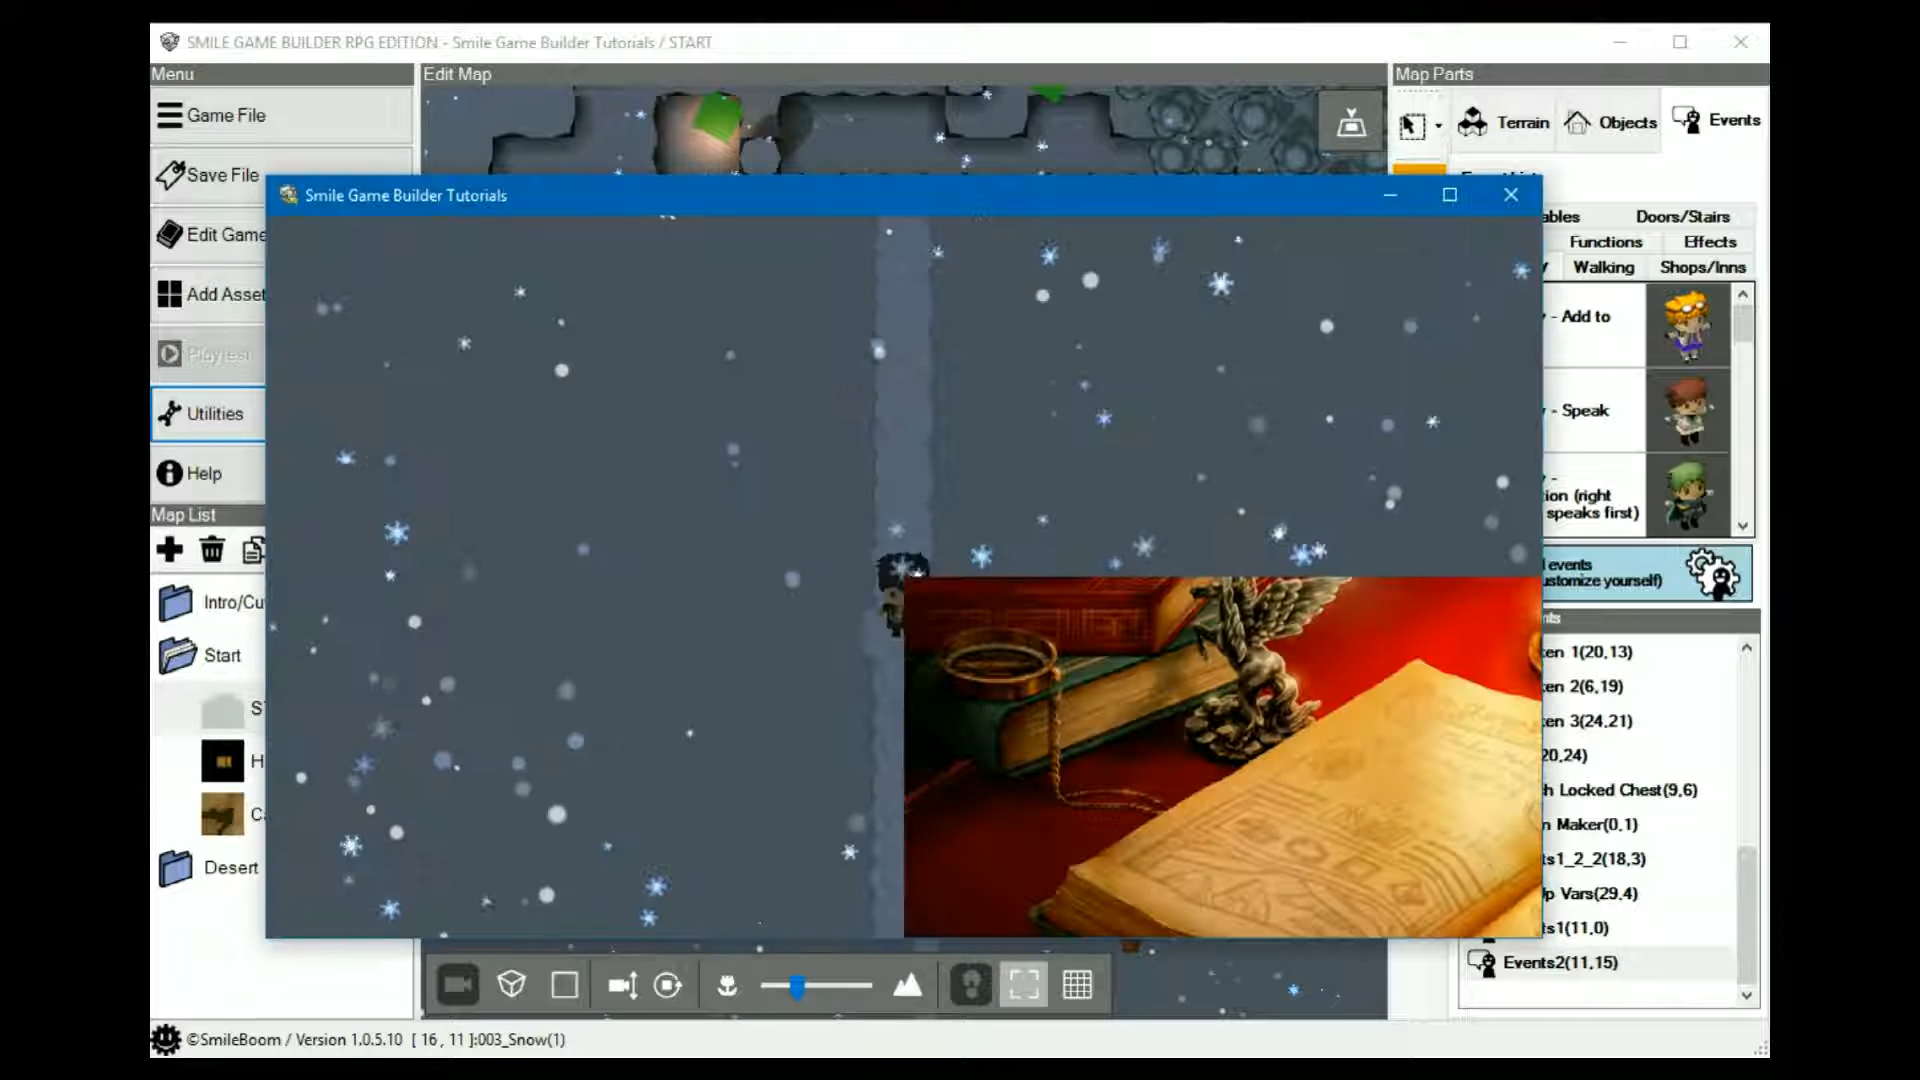 SMILE GAME BUILDER RPG EDITION - Smile Game Builder Tutorials / START
Menu
Edit Map
Map Parts
Game File
Terrain
Objects
Events
Save File
Smile Game Builder Tutorials
Doors/Stairs
Edit Game
Functions
Effects
Walking
Shops/Inns
Add Asset
- Add to
Playtest
- Speak
Utilities
Help
ion (right
speaks first)
Map List
events
ustomize yourself)
Intro/Cu
Start
en 1(20,13)
en 2(6,19)
en 3(24,21)
20,24)
h Locked Chest(9,6)
n Maker(0,1)
ts1_2_2(18,3)
Desert
p Vars(29,4)
ts1(11,0)
Events2(11,15)
©SmileBoom / Version 1.0.5.10 [ 16 , 11 ]:003_Snow(1)